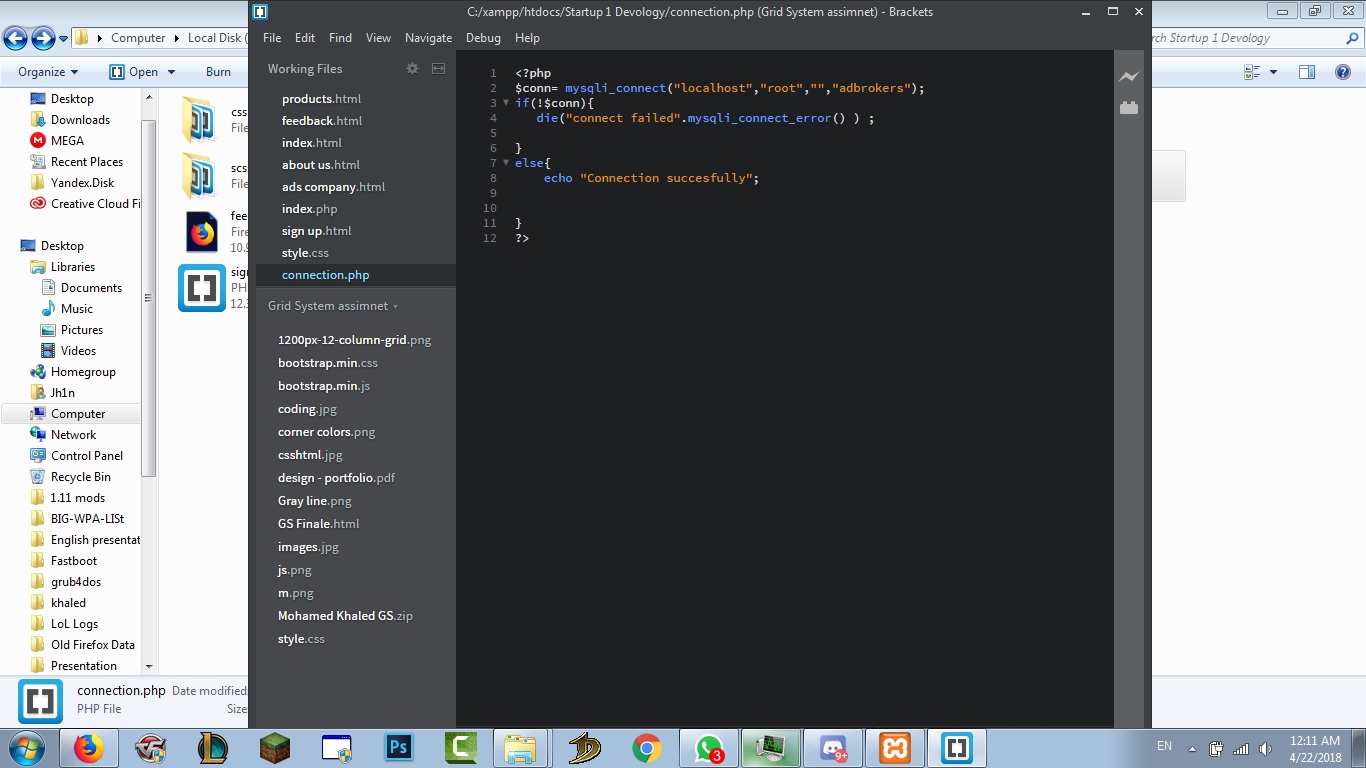 C:/xampp/htdocs/Startup 1 Devology/connection.php (Grid System assimnet) - Brackets
Computer
Local Disk (
rch Startup 1 Devology
Organize
Open
Burn
Desktop
Downloads
MEGA
Recent Places
Yandex.Disk
Creative Cloud Fi
Desktop
Libraries
Documents
Music
Pictures
Videos
Homegroup
Jh1n
Computer
Network
Control Panel
Recycle Bin
1.11 mods
BIG-WPA-LISt
English presentat
Fastboot
grub4dos
khaled
LoL Logs
Old Firefox Data
Presentation
css
File
scs
File
fee
Fire
10.9
sign
PH
12.3
File Edit Find View Navigate Debug Help
Working Files
products.html
feedback.html
index.html
about us.html
ads company.html
index.php
sign up.html
style.css
connection.php
Grid System assimnet
1200px-12-column-grid.png
bootstrap.min.css
bootstrap.min.js
coding.jpg
corner colors.png
csshtml.jpg
design - portfolio.pdf
Gray line.png
GS Finale.html
images.jpg
js.png
m.png
Mohamed Khaled GS.zip
style.css
1 <?php
2 $conn= mysqli_connect("localhost","root","","adbrokers");
3 if(!$conn){
4 die("connect failed".mysqli_connect_error() ) ;
5
6 }
7 else{
8 echo "Connection succesfully";
9
10
11 }
12 ?>
connection.php Date modified:
PHP File Size
Ps
C
3
9+
EN
12:11 AM
4/22/2018